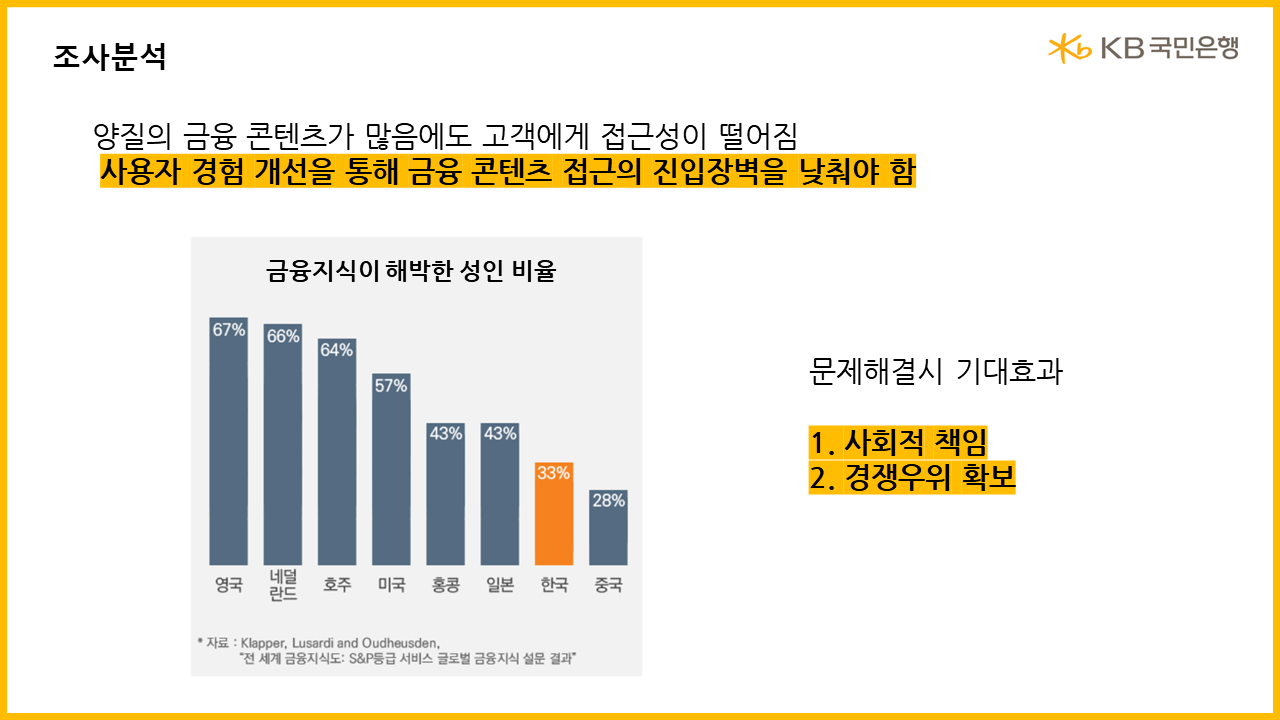 조사분석
KB국민은행
양질의 금융 콘텐츠가 많음에도 고객에게 접근성이 떨어짐
사용자 경험 개선을 통해 금융 콘텐츠 접근의 진입장벽을 낮춰야 함
금융지식이 해박한 성인 비율
67%
66%
64%
57%
43%
43%
33%
28%
영국
네덜
란드
호주
미국
홍콩
일본
한국
중국
* 자료 : Klapper, Lusardi and Oudheusden,
“전 세계 금융지식도: S&P등급 서비스 글로벌 금융지식 설문 결과”
문제해결시 기대효과
1. 사회적 책임
2. 경쟁우위 확보